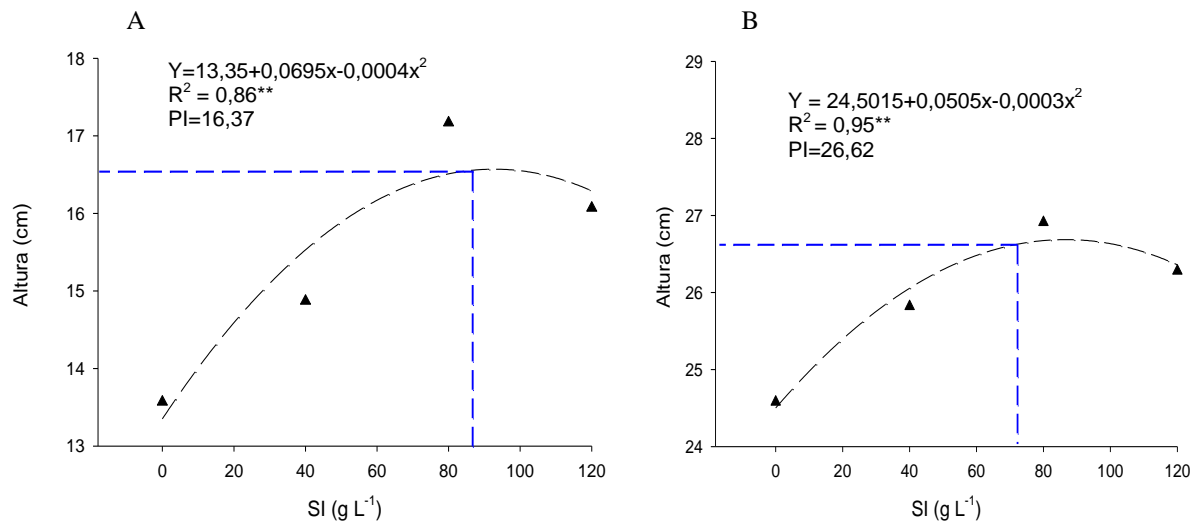 A
Y=13,35+0,0695x-0,0004x²
R² = 0,86**
PI=16,37
Altura (cm)
18
17
16
15
14
13
0 20 40 60 80 100 120
SI (g L⁻¹)
B
Y = 24,5015+0,0505x-0,0003x²
R² = 0,95**
PI=26,62
Altura (cm)
29
28
27
26
25
24
0 20 40 60 80 100 120
SI (g L⁻¹)